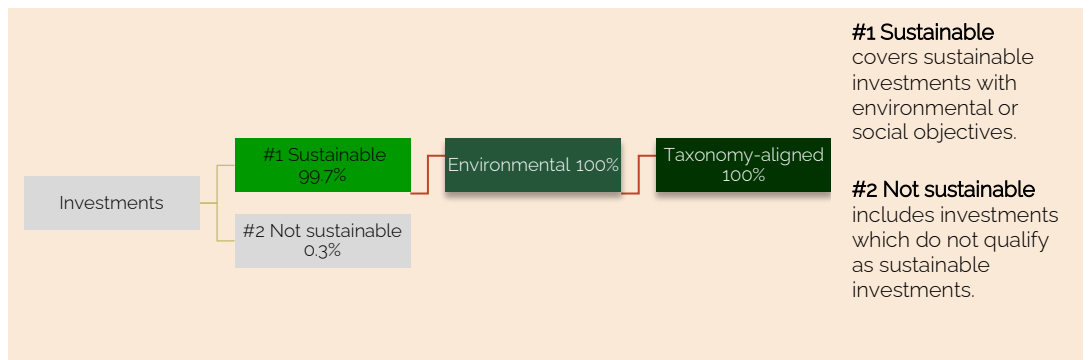 Investments
#1 Sustainable
99.7%
#2 Not sustainable
0.3%
Environmental 100%
Taxonomy-aligned
100%
#1 Sustainable
covers sustainable
investments with
environmental or
social objectives.
#2 Not sustainable
includes investments
which do not qualify
as sustainable
investments.